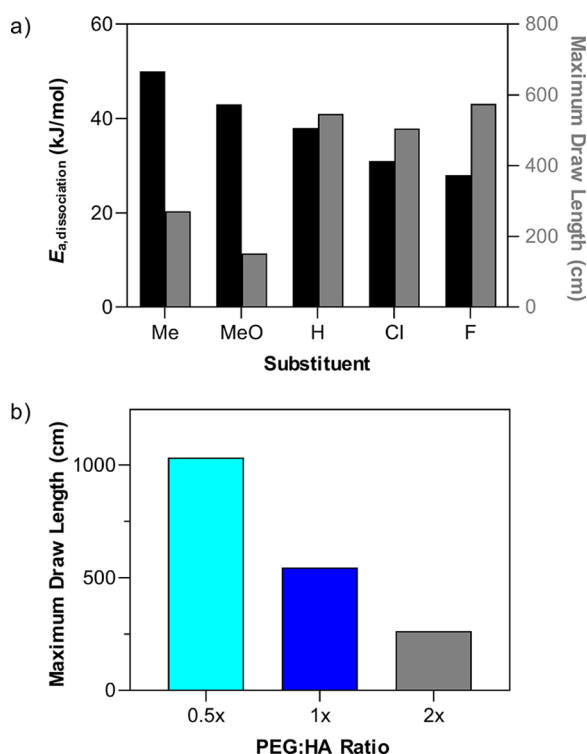 a)
60
40
20
0
E a,dissociation (kJ/mol)
800
600
400
200
0
Maximum Draw Length (cm)
Me MeO H Cl F
Substituent
b)
1000
500
0
Maximum Draw Length (cm)
0.5x 1x 2x
PEG:HA Ratio